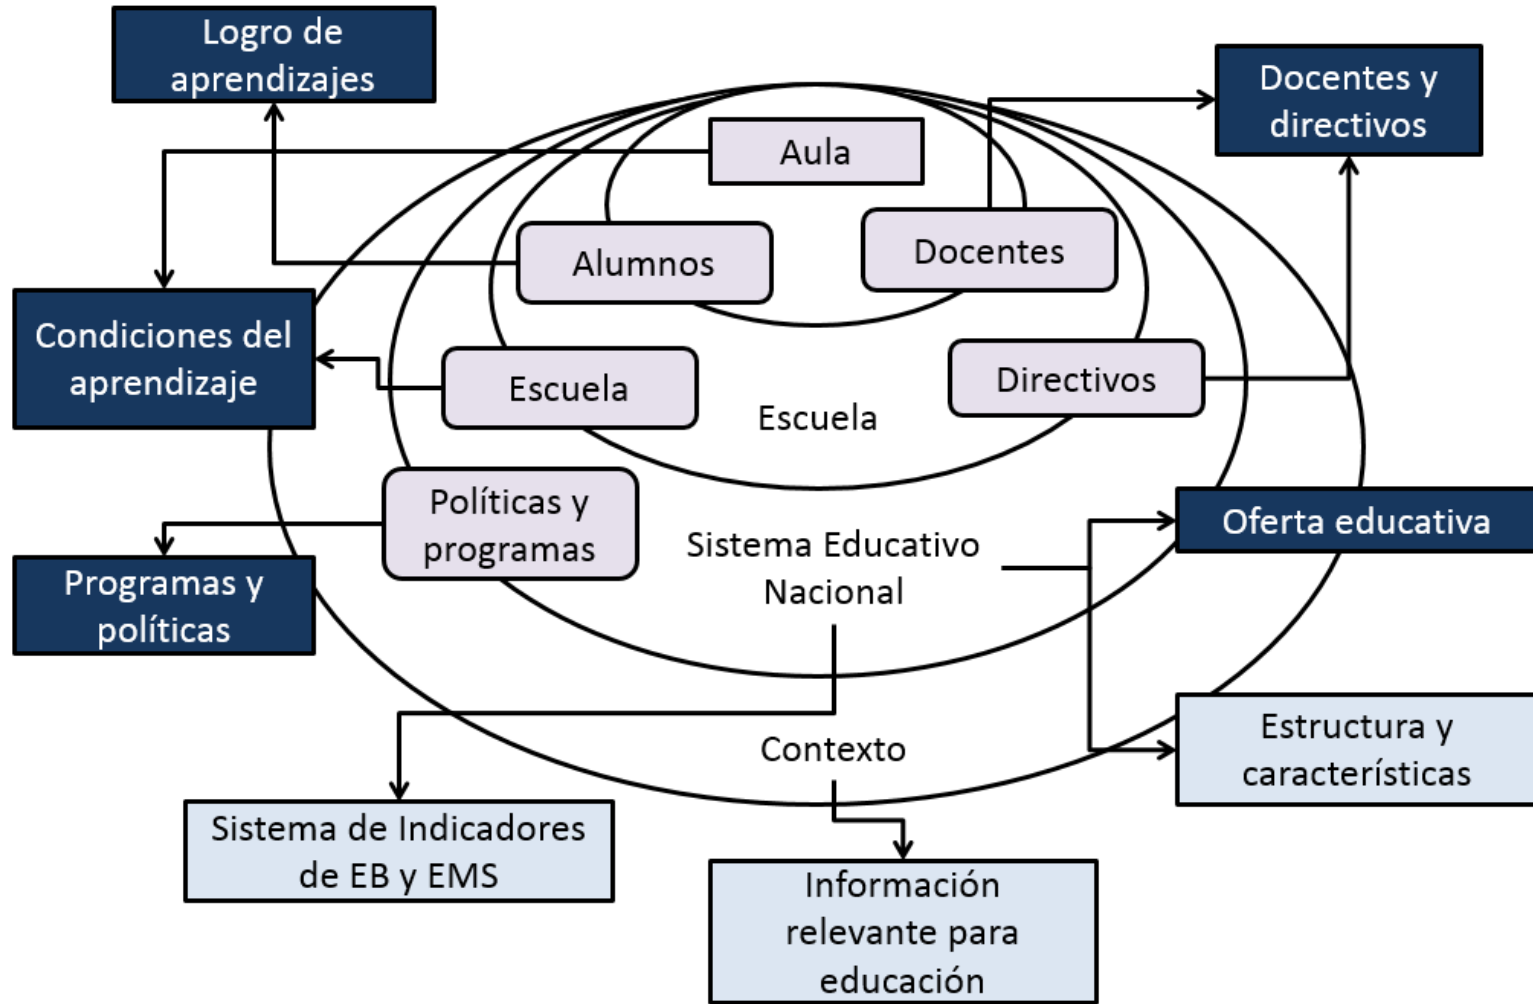 Logro de
aprendizajes
Docentes y
directivos
Aula
Alumnos
Docentes
Condiciones del
aprendizaje
Escuela
Directivos
Escuela
Políticas y
programas
Oferta educativa
Sistema Educativo
Nacional
Programas y
políticas
Estructura y
características
Contexto
Sistema de Indicadores
de EB y EMS
Información
relevante para
educación